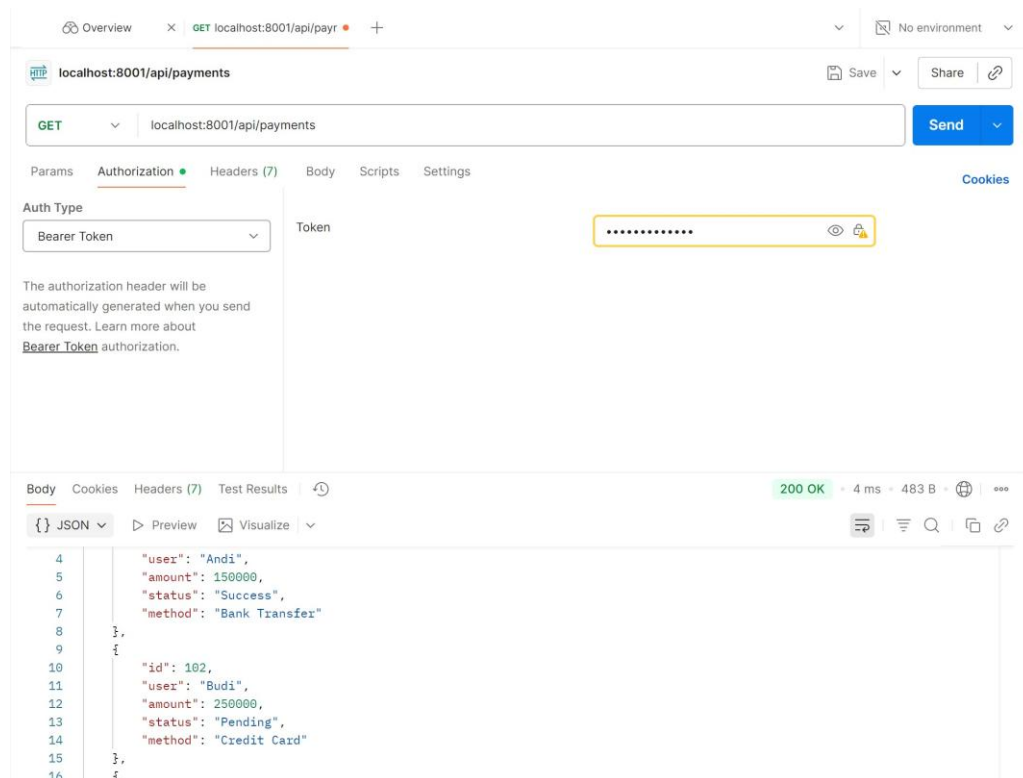 Overview GET localhost:8001/api/payr No environment
HTTP localhost:8001/api/payments Save Share
GET localhost:8001/api/payments Send
Params Authorization Headers (7) Body Scripts Settings Cookies
Auth Type
Bearer Token
Token
The authorization header will be
automatically generated when you send
the request. Learn more about
Bearer Token authorization.
Body Cookies Headers (7) Test Results 200 OK 4 ms 483 B
{} JSON Preview Visualize
4 "user": "Andi",
5 "amount": 150000,
6 "status": "Success",
7 "method": "Bank Transfer"
8 },
9 {
10 "id": 102,
11 "user": "Budi",
12 "amount": 250000,
13 "status": "Pending",
14 "method": "Credit Card"
15 },
16 {